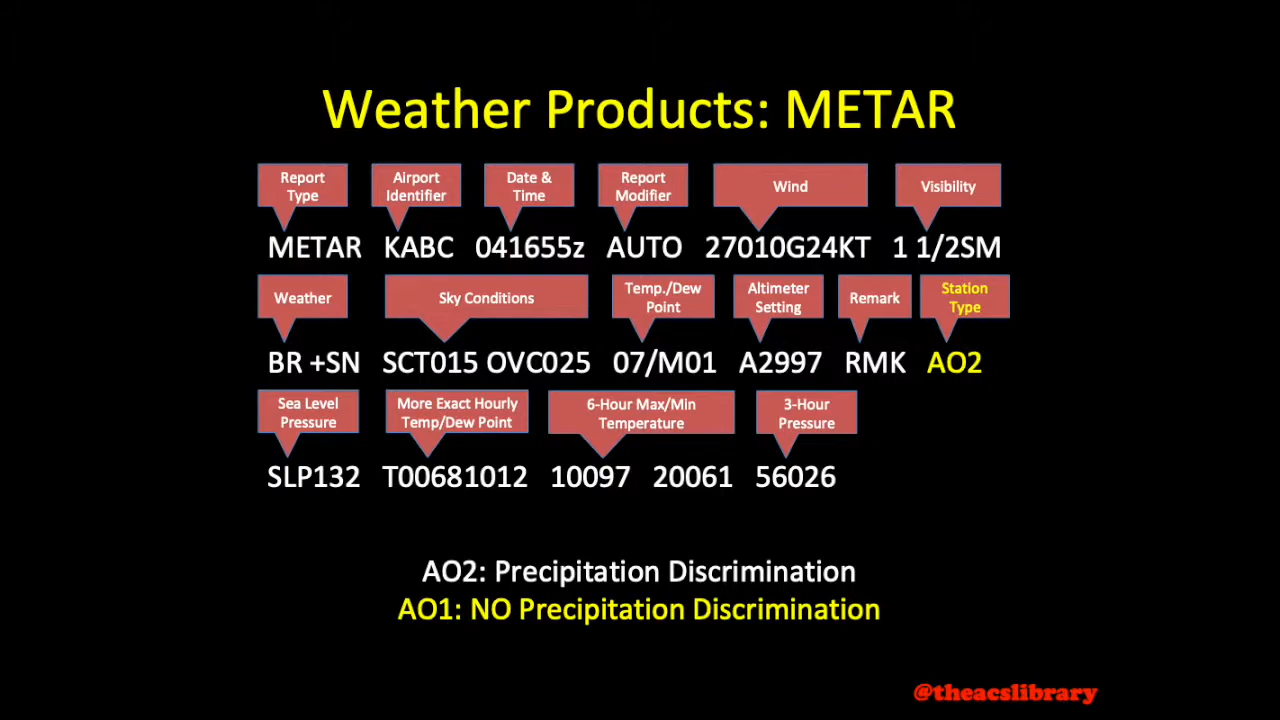 Weather Products: METAR
Report Type
Airport Identifier
Date & Time
Report Modifier
Wind
Visibility
METAR KABC 041655z AUTO 27010G24KT 1 1/2SM
Weather
Sky Conditions
Temp./Dew Point
Altimeter Setting
Remark
Station Type
BR +SN SCT015 OVC025 07/M01 A2997 RMK AO2
Sea Level Pressure
More Exact Hourly Temp/Dew Point
6-Hour Max/Min Temperature
3-Hour Pressure
SLP132 T00681012 10097 20061 56026
AO2: Precipitation Discrimination
AO1: NO Precipitation Discrimination
@theacslibrary